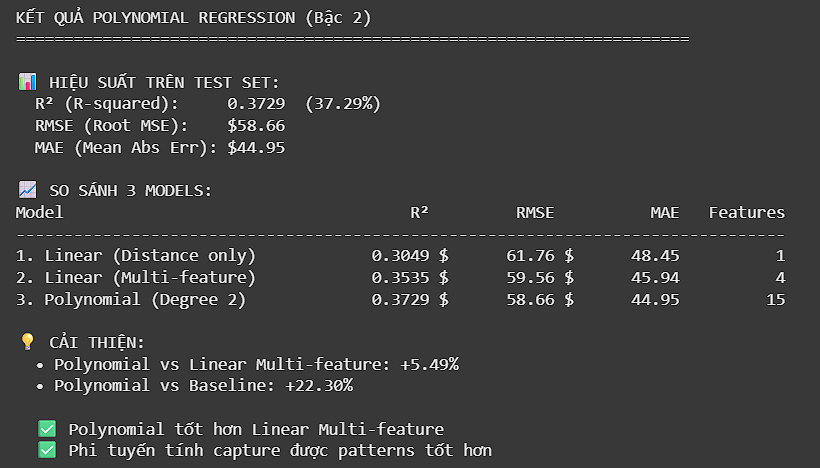 KẾT QUẢ POLYNOMIAL REGRESSION (Bậc 2)
======================================================================
📊 HIỆU SUẤT TRÊN TEST SET:
R² (R-squared): 0.3729 (37.29%)
RMSE (Root MSE): $58.66
MAE (Mean Abs Err): $44.95
📈 SO SÁNH 3 MODELS:
Model R² RMSE MAE Features
--------------------------------------------------------------------------------
1. Linear (Distance only) 0.3049 $ 61.76 $ 48.45 1
2. Linear (Multi-feature) 0.3535 $ 59.56 $ 45.94 4
3. Polynomial (Degree 2) 0.3729 $ 58.66 $ 44.95 15
💡 CẢI THIỆN:
• Polynomial vs Linear Multi-feature: +5.49%
• Polynomial vs Baseline: +22.30%
✅ Polynomial tốt hơn Linear Multi-feature
✅ Phi tuyến tính capture được patterns tốt hơn